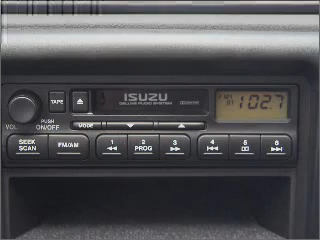 TAPE
ISUZU
DELUXE AUDIO SYSTEM
FM1
102.7
VOL
PUSH
ON/OFF
MODE
SEEK
SCAN
FM/AM
1
2
PROG
3
4
5
6